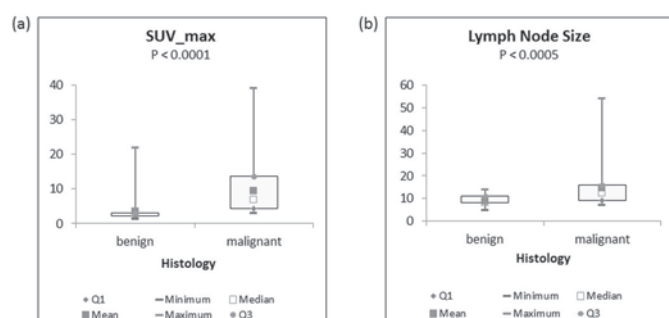 (a)
SUV_max
P < 0.0001
40
30
20
10
0
benign malignant
Histology
Q1 Minimum Median
Mean Maximum Q3
(b)
Lymph Node Size
P < 0.0005
60
50
40
30
20
10
0
benign malignant
Histology
Q1 Minimum Median
Mean Maximum Q3